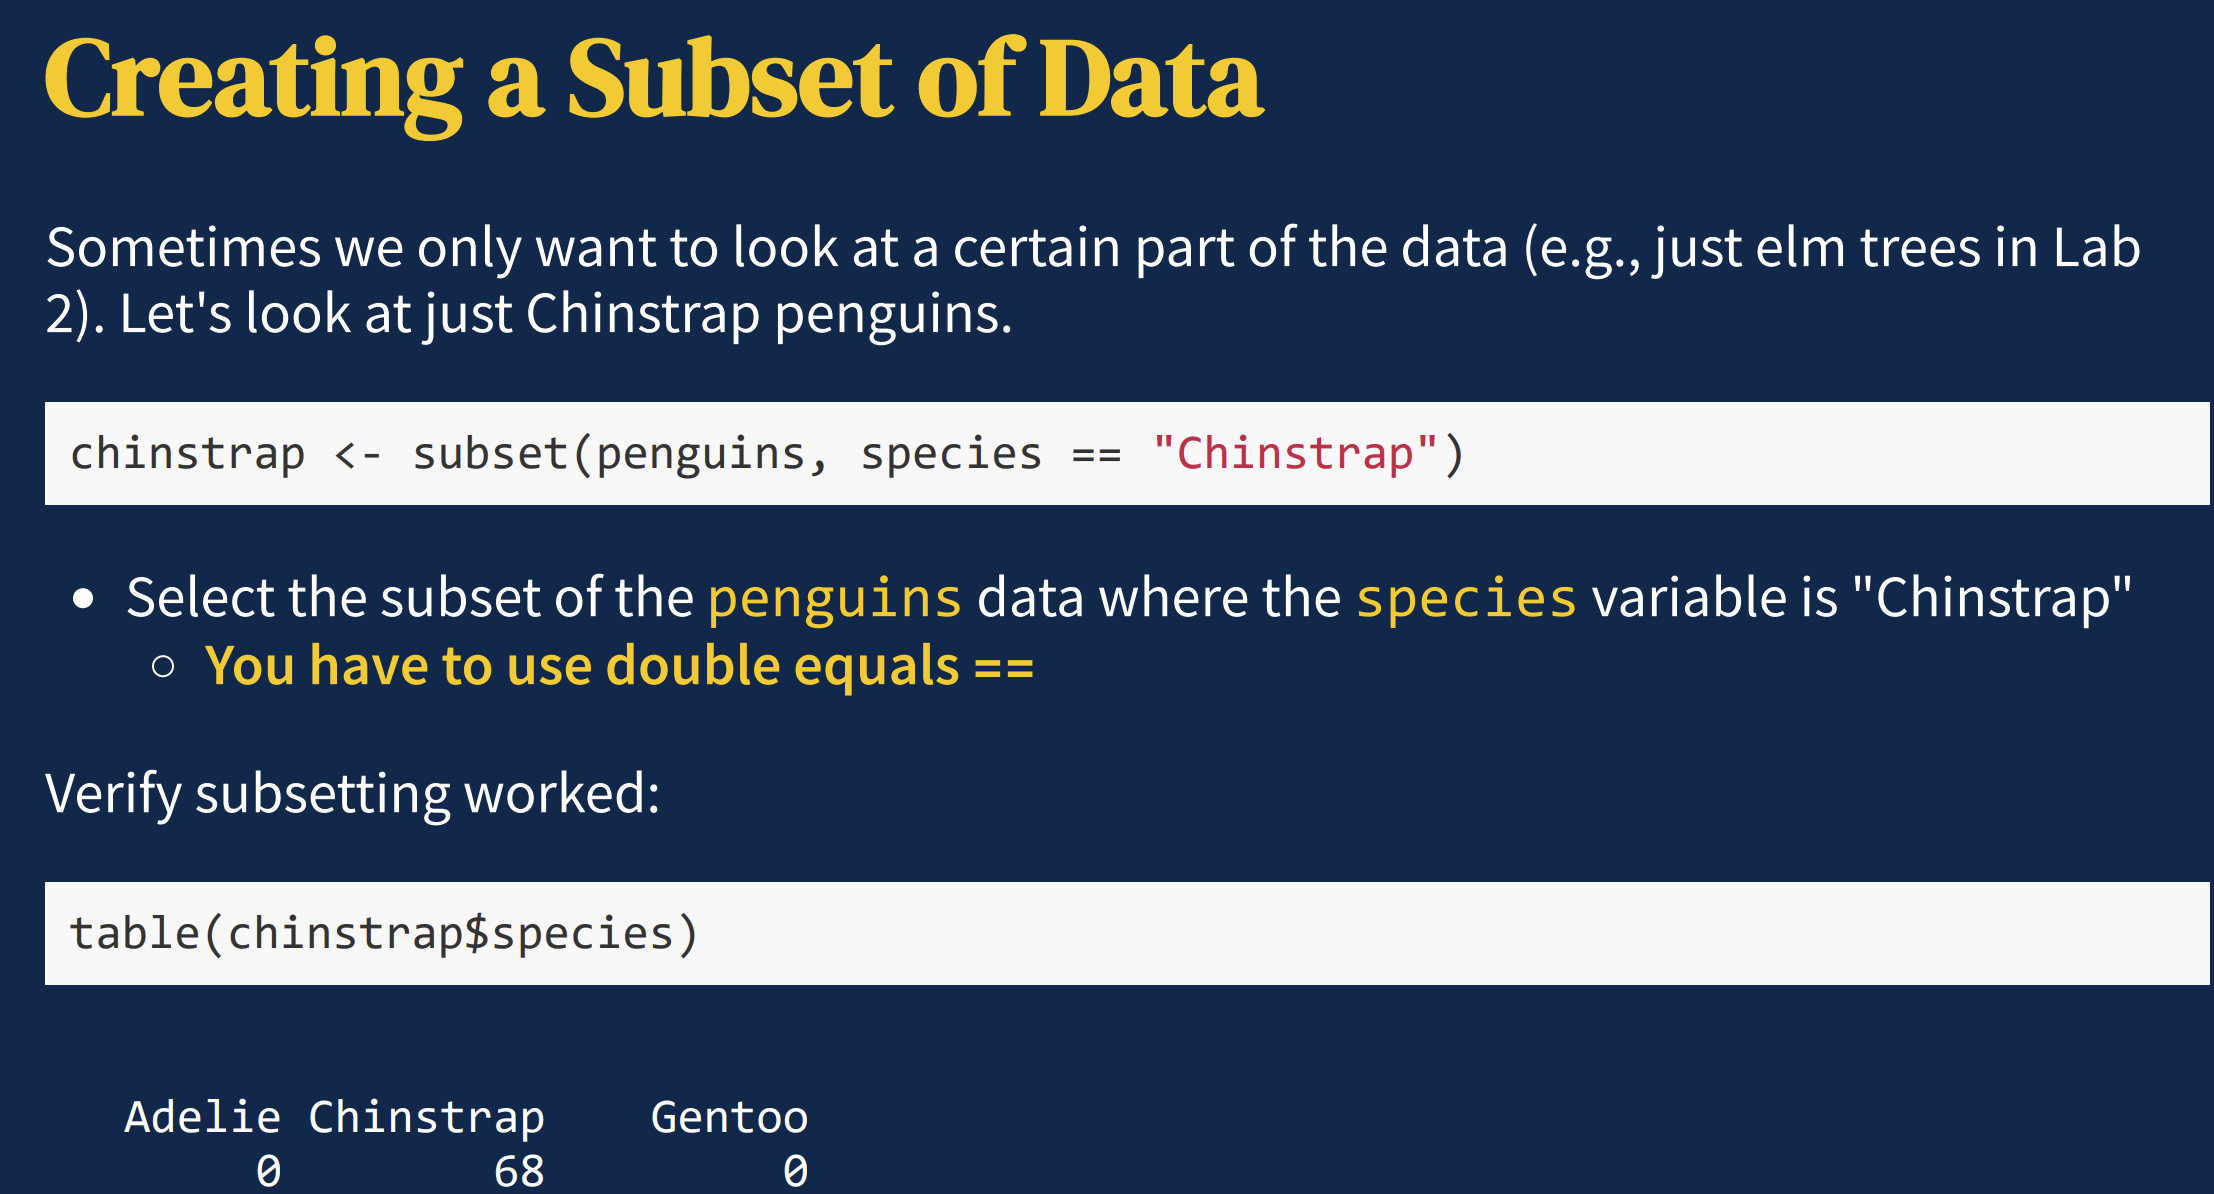 Creating a Subset of Data
Sometimes we only want to look at a certain part of the data (e.g., just elm trees in Lab
2). Let's look at just Chinstrap penguins.
chinstrap <- subset(penguins, species == "Chinstrap")
• Select the subset of the penguins data where the species variable is "Chinstrap"
○ You have to use double equals ==
Verify subsetting worked:
table(chinstrap$species)
Adelie Chinstrap    Gentoo
0        68         0